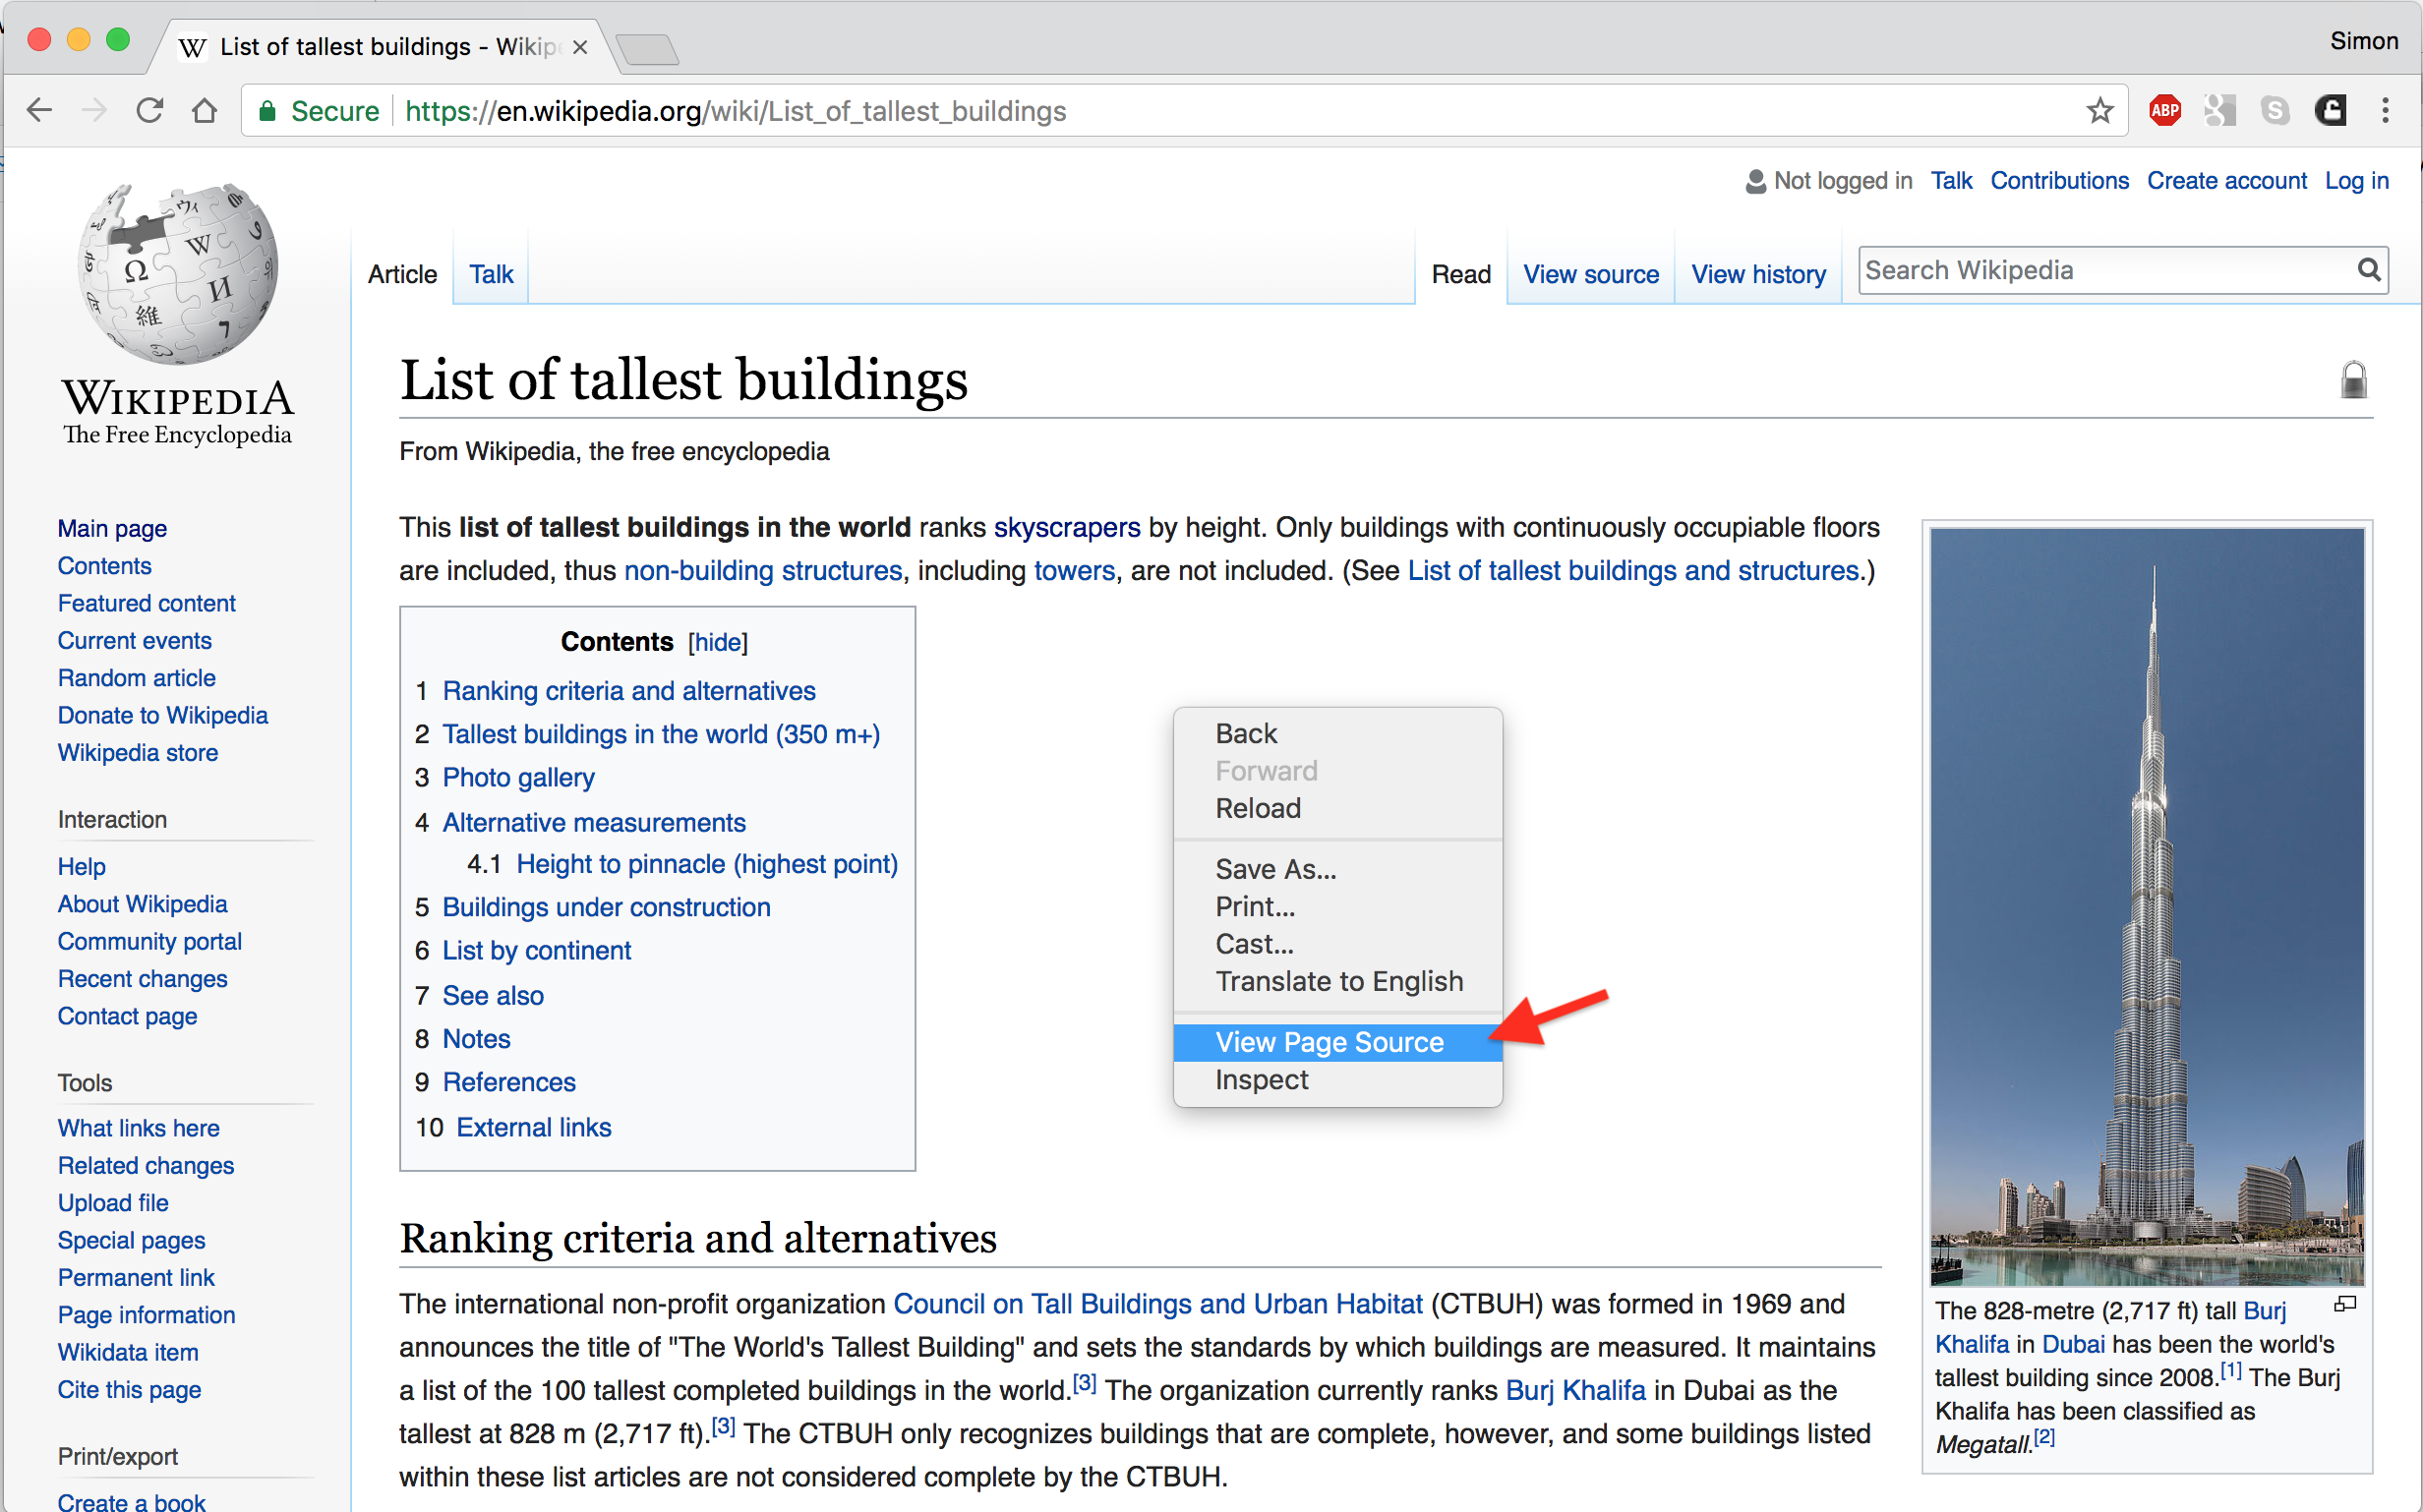 List of tallest buildings - Wikip
Simon
Secure
https://en.wikipedia.org/wiki/List_of_tallest_buildings
ABP
Not logged in Talk Contributions Create account Log in
Article Talk
Read View source View history
Search Wikipedia
WIKIPEDIA
The Free Encyclopedia
Main page
Contents
Featured content
Current events
Random article
Donate to Wikipedia
Wikipedia store
Interaction
Help
About Wikipedia
Community portal
Recent changes
Contact page
Tools
What links here
Related changes
Upload file
Special pages
Permanent link
Page information
Wikidata item
Cite this page
Print/export
Create a book
List of tallest buildings
From Wikipedia, the free encyclopedia
This list of tallest buildings in the world ranks skyscrapers by height. Only buildings with continuously occupiable floors
are included, thus non-building structures, including towers, are not included. (See List of tallest buildings and structures.)
Contents [hide]
1 Ranking criteria and alternatives
2 Tallest buildings in the world (350 m+)
3 Photo gallery
4 Alternative measurements
4.1 Height to pinnacle (highest point)
5 Buildings under construction
6 List by continent
7 See also
8 Notes
9 References
10 External links
Back
Forward
Reload
Save As...
Print...
Cast...
Translate to English
View Page Source
Inspect
Ranking criteria and alternatives
The international non-profit organization Council on Tall Buildings and Urban Habitat (CTBUH) was formed in 1969 and
announces the title of "The World's Tallest Building" and sets the standards by which buildings are measured. It maintains
a list of the 100 tallest completed buildings in the world.[3] The organization currently ranks Burj Khalifa in Dubai as the
tallest at 828 m (2,717 ft).[3] The CTBUH only recognizes buildings that are complete, however, and some buildings listed
within these list articles are not considered complete by the CTBUH.
The 828-metre (2,717 ft) tall Burj
Khalifa in Dubai has been the world's
tallest building since 2008.[1] The Burj
Khalifa has been classified as
Megatall.[2]